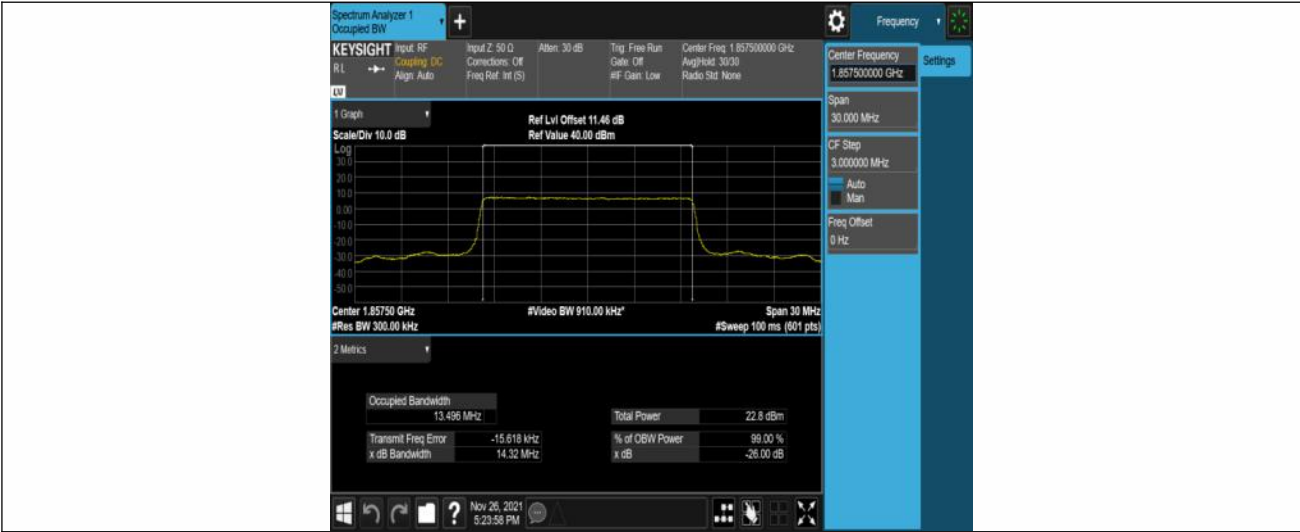 Spectrum Analyzer 1
Occupied BW
+
Frequency
KEYSIGHT
Input: RF
Input Z: 50 Ω
Atten: 30 dB
Trig: Free Run
Center Freq: 1.857500000 GHz
RL
Coupling: DC
Corrections: Off
Gate: Off
Avg|Hold: 30/30
Align: Auto
Freq Ref: Int (S)
#IF Gain: Low
Radio Std: None
Center Frequency
1.857500000 GHz
Settings
Span
30.000 MHz
CF Step
3.000000 MHz
Auto
Man
Freq Offset
0 Hz
1 Graph
Ref Lvl Offset 11.46 dB
Scale/Div 10.0 dB
Ref Value 40.00 dBm
Log
30.0
20.0
10.0
0.00
-10.0
-20.0
-30.0
-40.0
-50.0
Center 1.85750 GHz
#Video BW 910.00 kHz*
Span 30 MHz
#Res BW 300.00 kHz
#Sweep 100 ms (601 pts)
2 Metrics
Occupied Bandwidth
13.496 MHz
Total Power
22.8 dBm
Transmit Freq Error
-15.618 kHz
% of OBW Power
99.00 %
x dB Bandwidth
14.32 MHz
x dB
-26.00 dB
?
Nov 26, 2021
5:23:58 PM